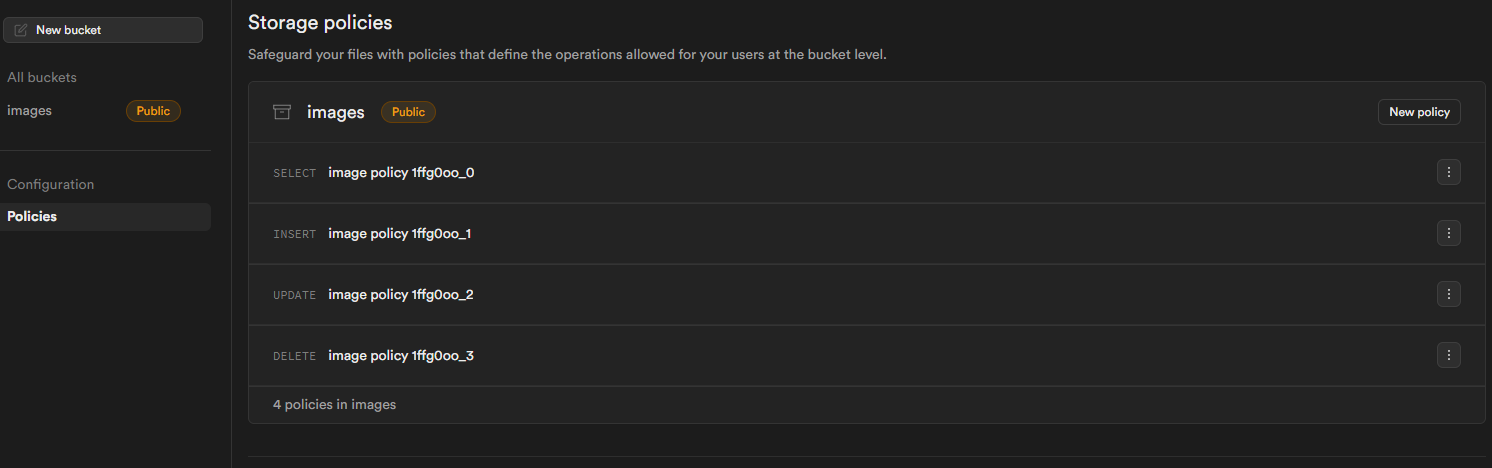 New bucket
All buckets
images Public
Configuration
Policies
Storage policies
Safeguard your files with policies that define the operations allowed for your users at the bucket level.
images Public New policy
SELECT image policy 1ffg0oo_0
INSERT image policy 1ffg0oo_1
UPDATE image policy 1ffg0oo_2
DELETE image policy 1ffg0oo_3
4 policies in images